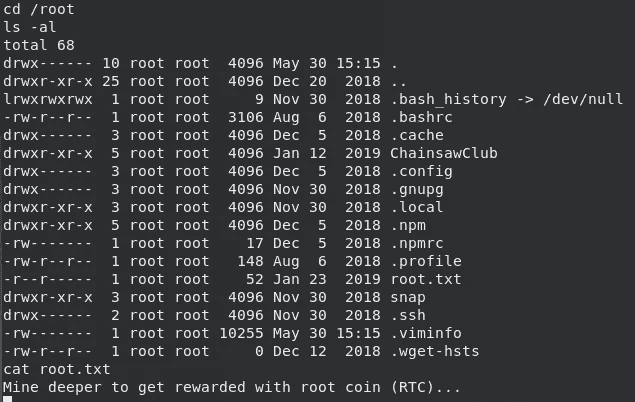 cd /root
ls -al
total 68
drwx------ 10 root root  4096 May 30 15:15 .
drwxr-xr-x 25 root root  4096 Dec 20  2018 ..
lrwxrwxrwx  1 root root     9 Nov 30  2018 .bash_history -> /dev/null
-rw-r--r--  1 root root  3106 Aug  6  2018 .bashrc
drwx------  3 root root  4096 Dec  5  2018 .cache
drwxr-xr-x  5 root root  4096 Jan 12  2019 ChainsawClub
drwx------  3 root root  4096 Dec  5  2018 .config
drwx------  3 root root  4096 Nov 30  2018 .gnupg
drwxr-xr-x  3 root root  4096 Nov 30  2018 .local
drwxr-xr-x  5 root root  4096 Dec  5  2018 .npm
-rw-------  1 root root    17 Dec  5  2018 .npmrc
-rw-r--r--  1 root root   148 Aug  6  2018 .profile
-r--r-----  1 root root    52 Jan 23  2019 root.txt
drwxr-xr-x  3 root root  4096 Nov 30  2018 snap
drwx------  2 root root  4096 Nov 30  2018 .ssh
-rw-------  1 root root 10255 May 30 15:15 .viminfo
-rw-r--r--  1 root root     0 Dec 12  2018 .wget-hsts
cat root.txt
Mine deeper to get rewarded with root coin (RTC)...